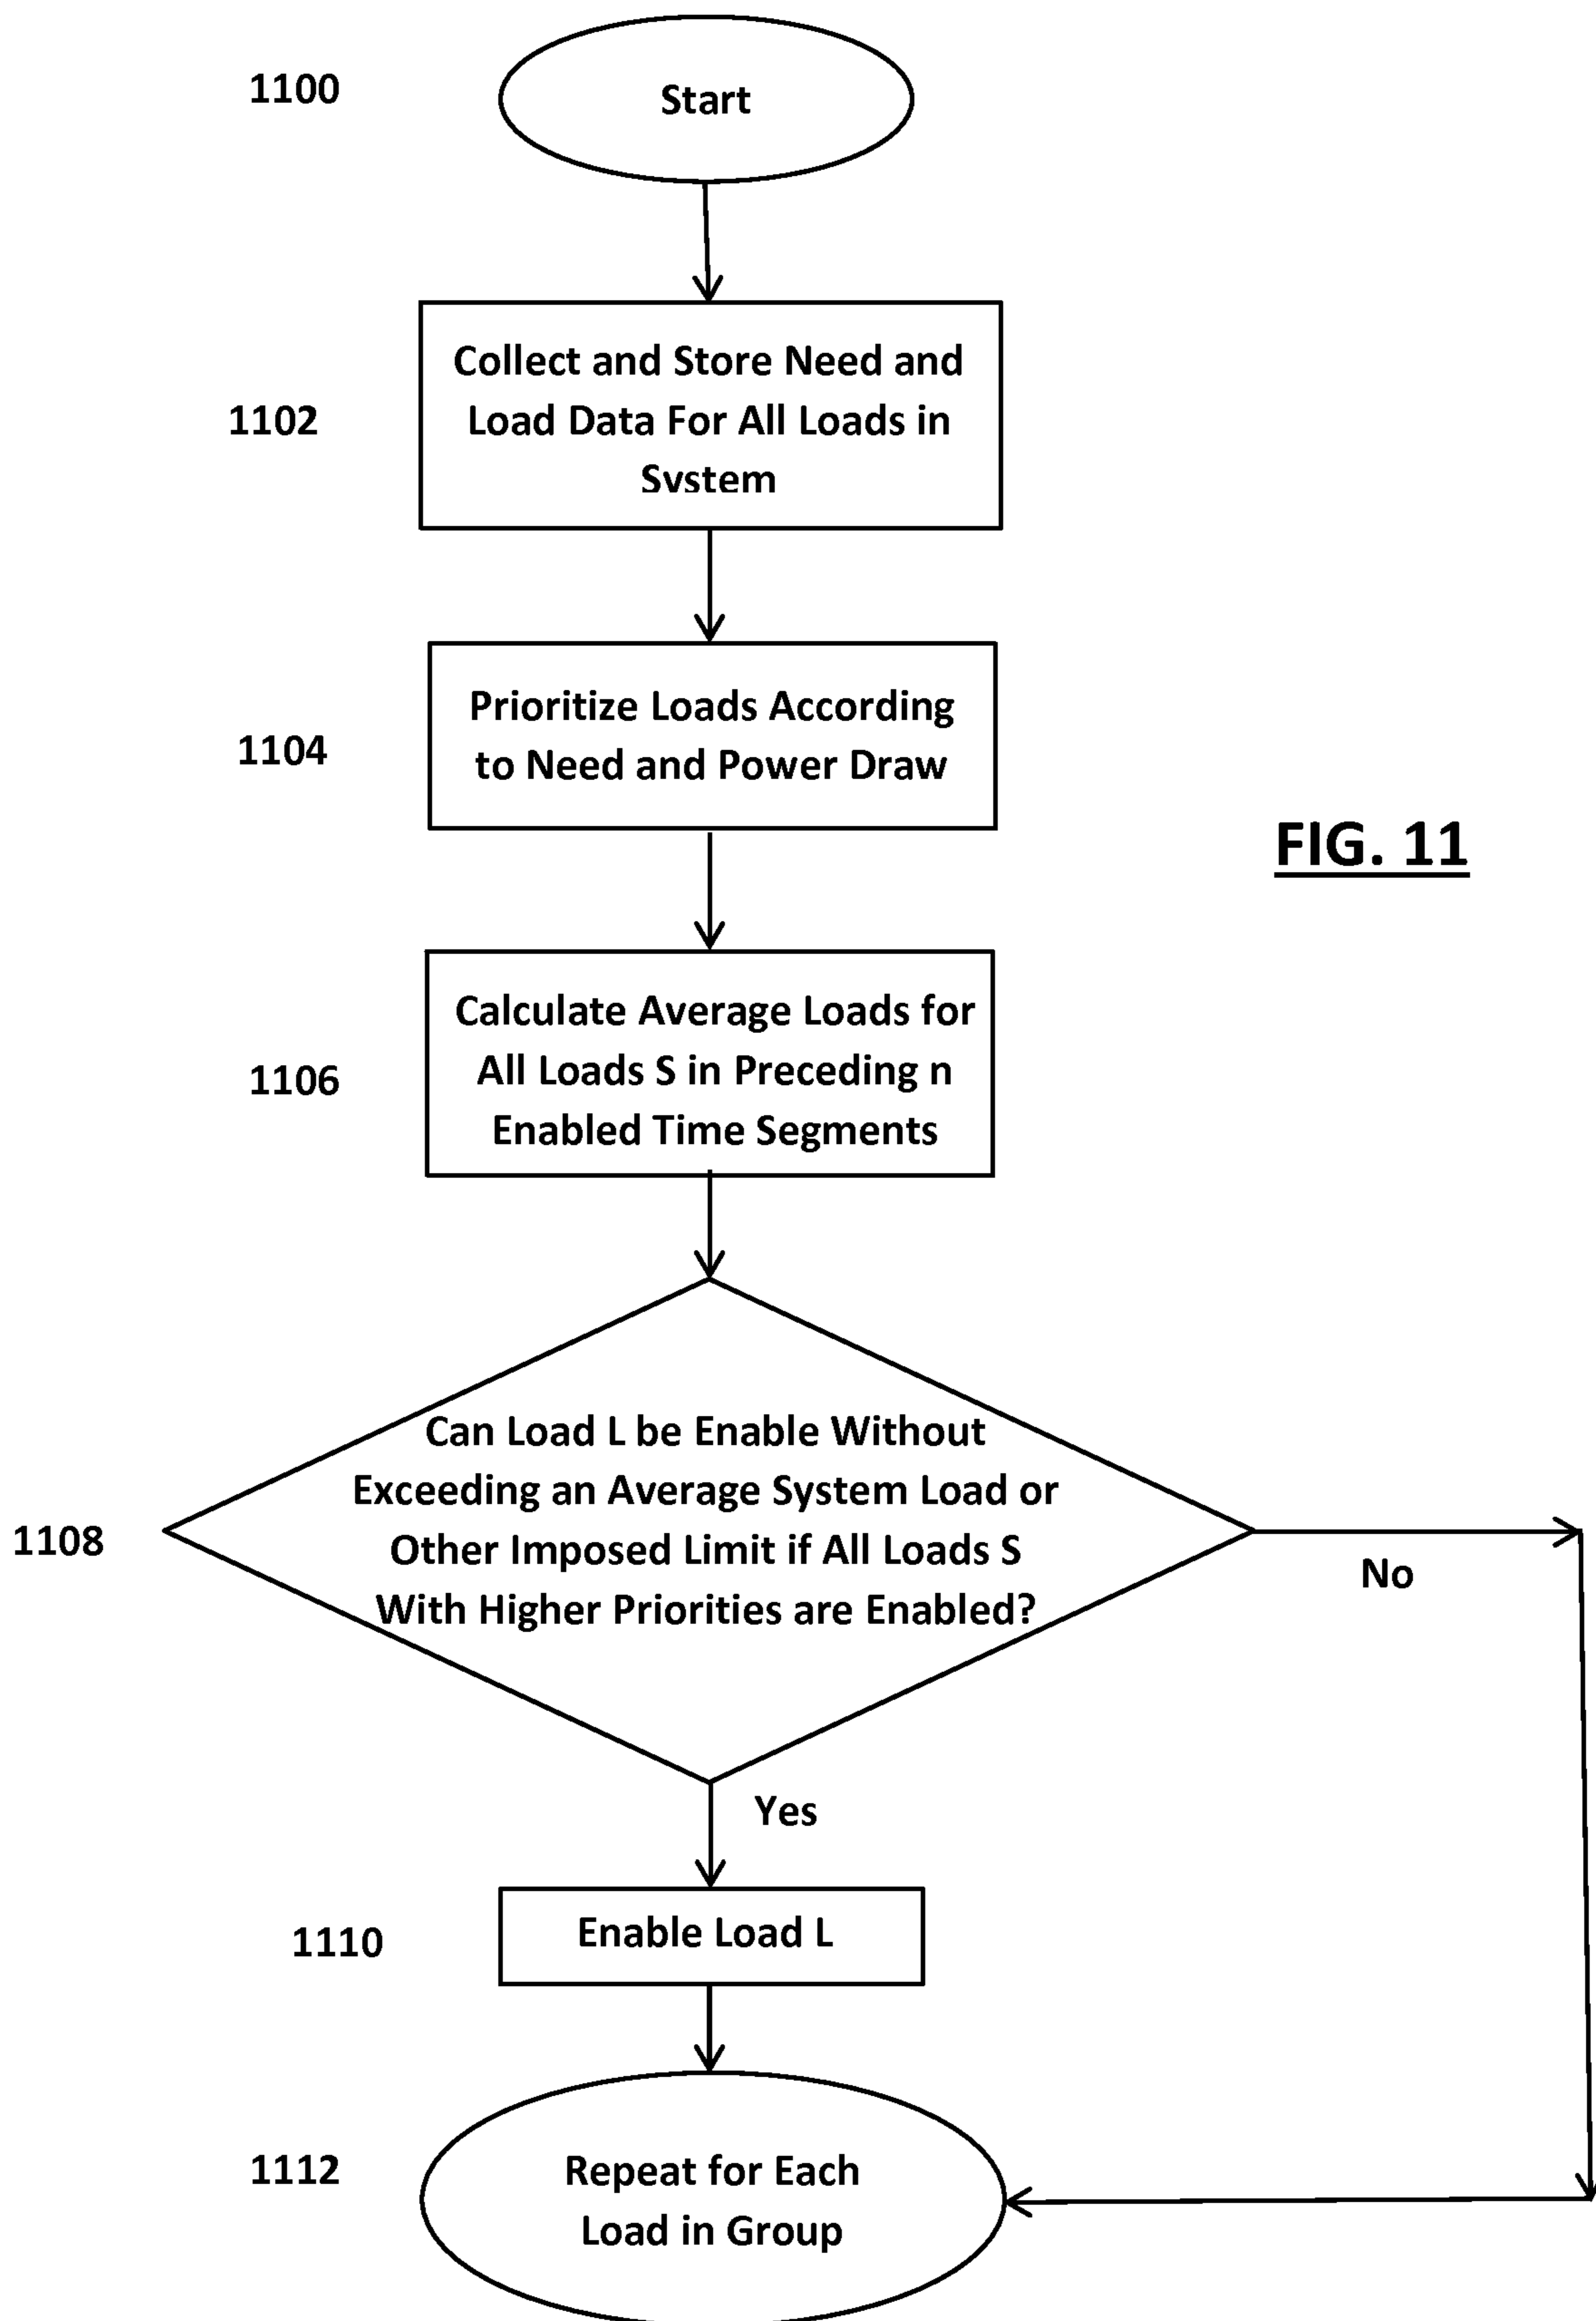 1100
Start
1102
Collect and Store Need and
Load Data For All Loads in
System
1104
Prioritize Loads According
to Need and Power Draw
FIG. 11
1106
Calculate Average Loads for
All Loads S in Preceding n
Enabled Time Segments
1108
Can Load L be Enable Without
Exceeding an Average System Load or
Other Imposed Limit if All Loads S
With Higher Priorities are Enabled?
No
Yes
1110
Enable Load L
1112
Repeat for Each
Load in Group